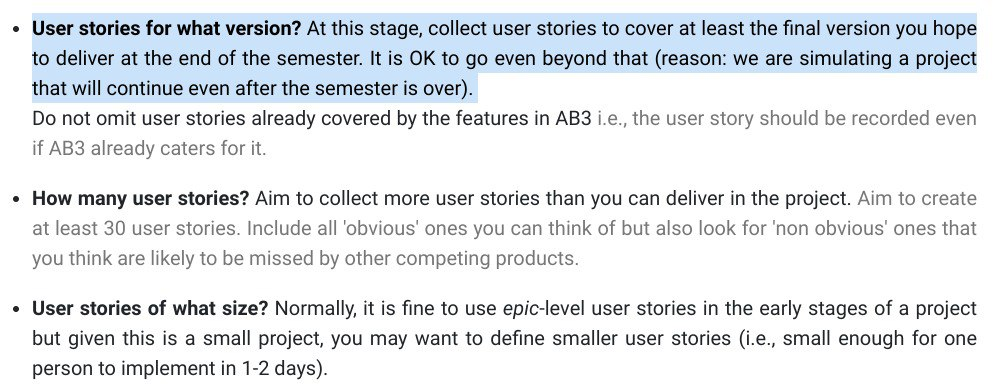 User stories for what version? At this stage, collect user stories to cover at least the final version you hope
to deliver at the end of the semester. It is OK to go even beyond that (reason: we are simulating a project
that will continue even after the semester is over).
Do not omit user stories already covered by the features in AB3 i.e., the user story should be recorded even
if AB3 already caters for it.
How many user stories? Aim to collect more user stories than you can deliver in the project. Aim to create
at least 30 user stories. Include all 'obvious' ones you can think of but also look for 'non obvious' ones that
you think are likely to be missed by other competing products.
User stories of what size? Normally, it is fine to use epic-level user stories in the early stages of a project
but given this is a small project, you may want to define smaller user stories (i.e., small enough for one
person to implement in 1-2 days).